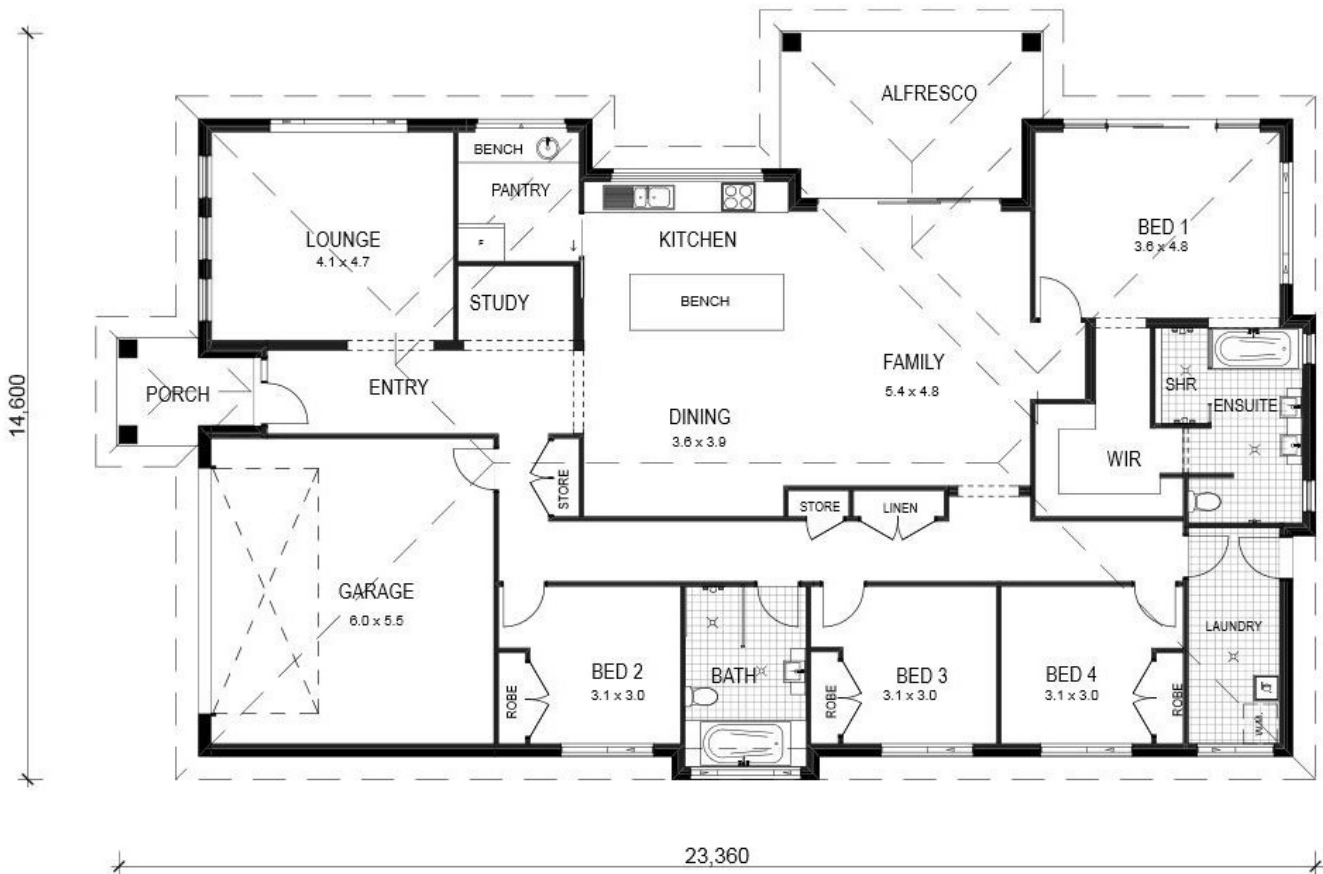 ALFRESCO
BENCH
PANTRY
F
LOUNGE
4.1 x 4.7
KITCHEN
BED 1
3.6 x 4.8
STUDY
BENCH
FAMILY
5.4 x 4.8
PORCH
ENTRY
SHR
ENSUITE
DINING
3.6 x 3.9
WIR
14,600
STORE
STORE
LINEN
GARAGE
6.0 x 5.5
LAUNDRY
BED 2
3.1 x 3.0
BATH
BED 3
3.1 x 3.0
BED 4
3.1 x 3.0
ROBE
ROBE
ROBE
W.M.
23,360